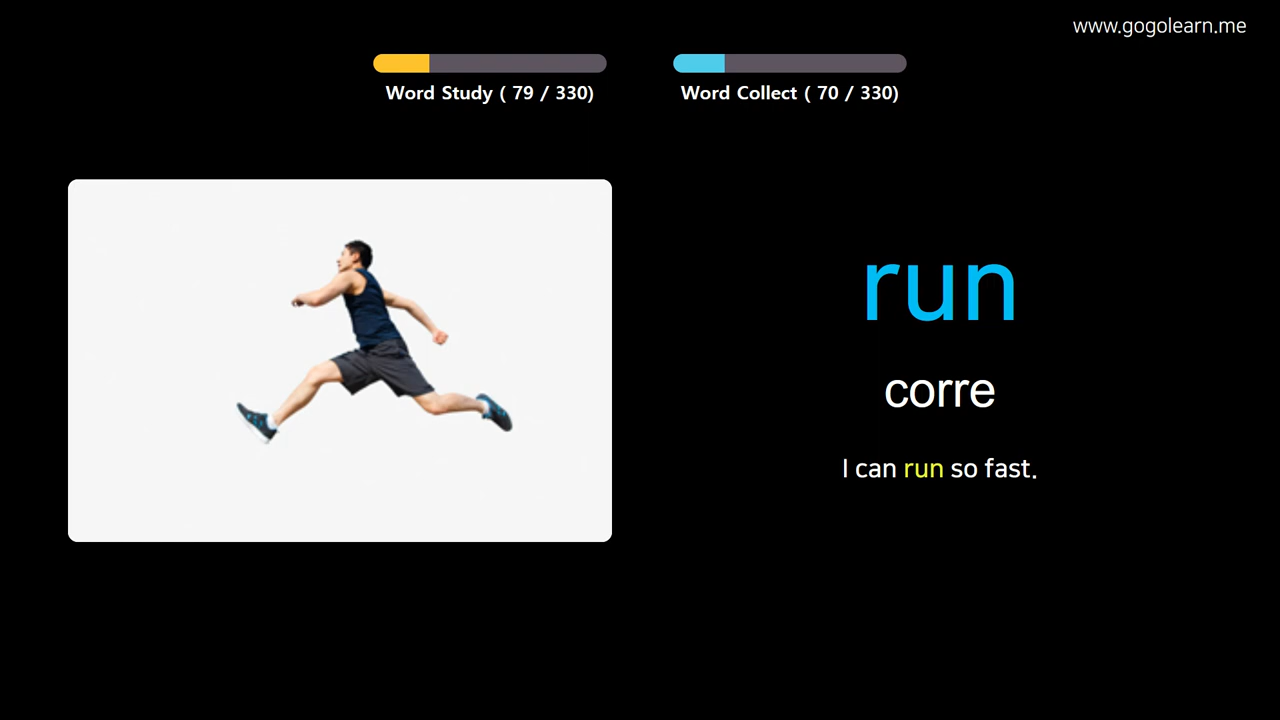 www.gogolearn.me
Word Study ( 79 / 330)
Word Collect ( 70 / 330)
run
corre
I can run so fast.